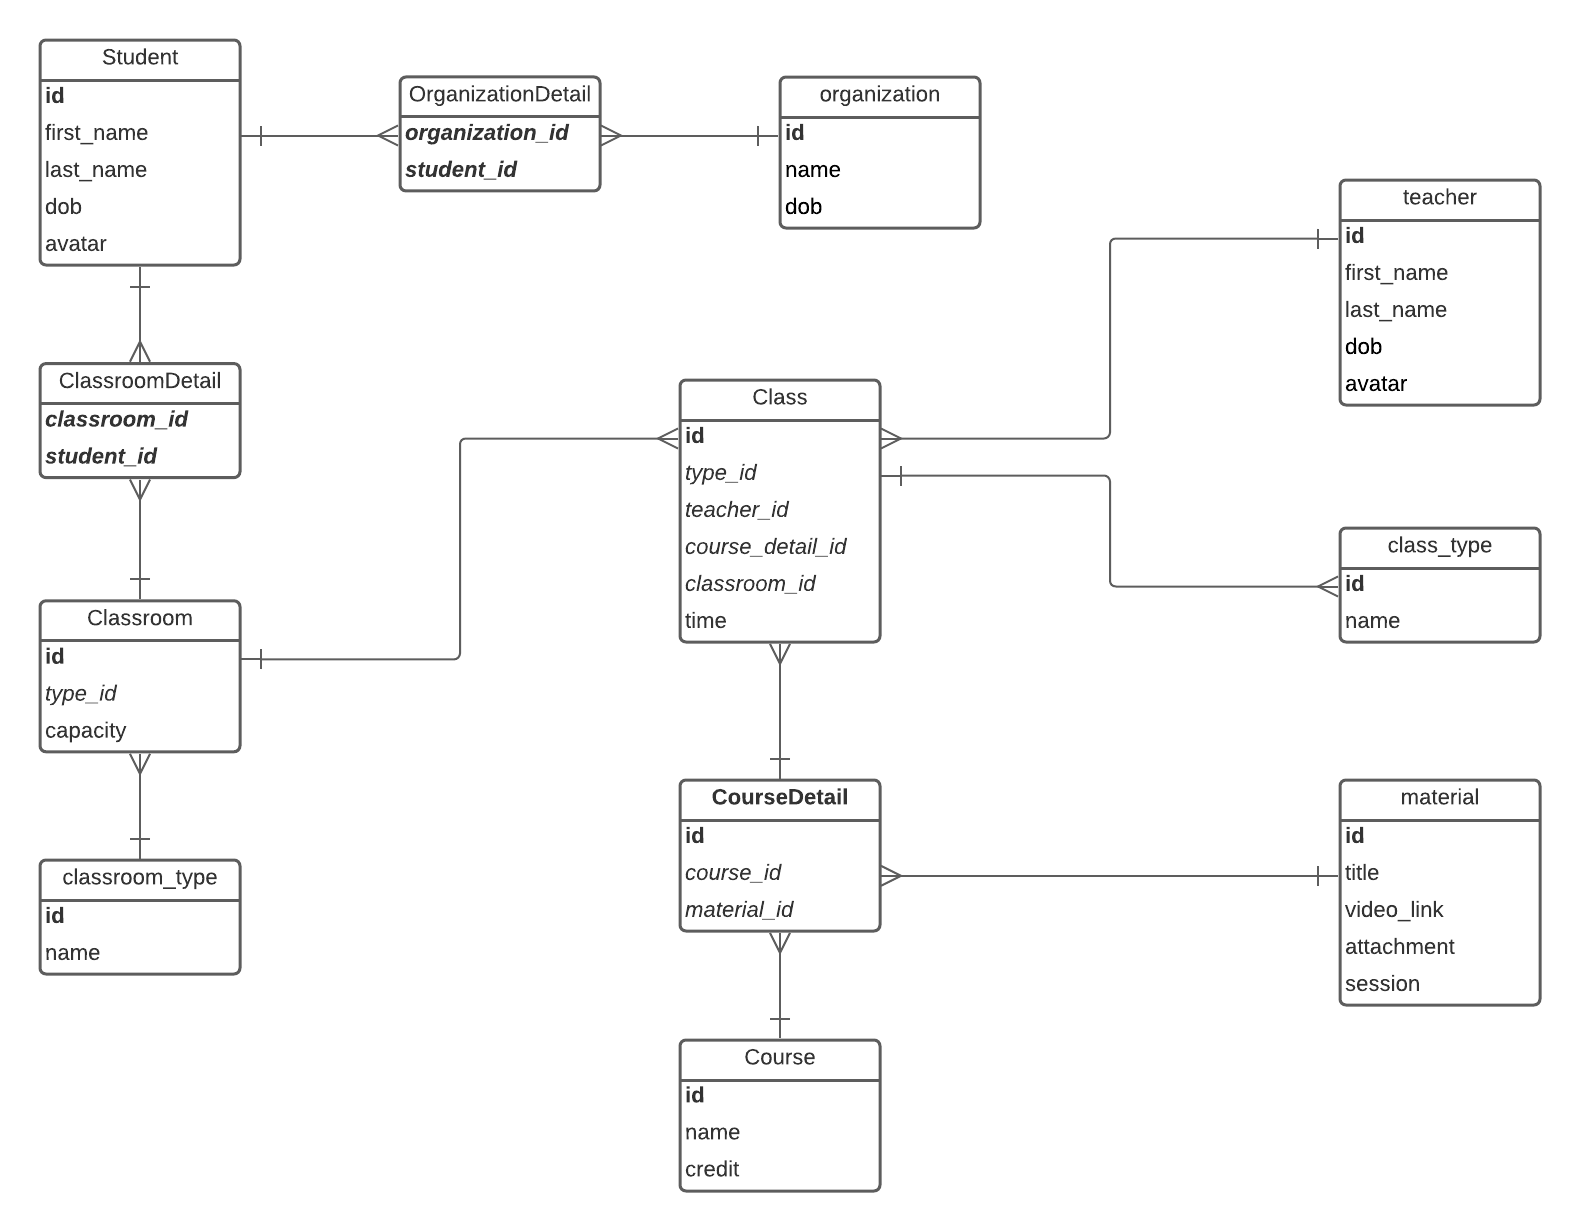 Student
id
first_name
last_name
dob
avatar
OrganizationDetail
organization_id
student_id
organization
id
name
dob
teacher
id
first_name
last_name
dob
avatar
ClassroomDetail
classroom_id
student_id
Class
id
type_id
teacher_id
course_detail_id
classroom_id
time
class_type
id
name
Classroom
id
type_id
capacity
classroom_type
id
name
CourseDetail
id
course_id
material_id
material
id
title
video_link
attachment
session
Course
id
name
credit